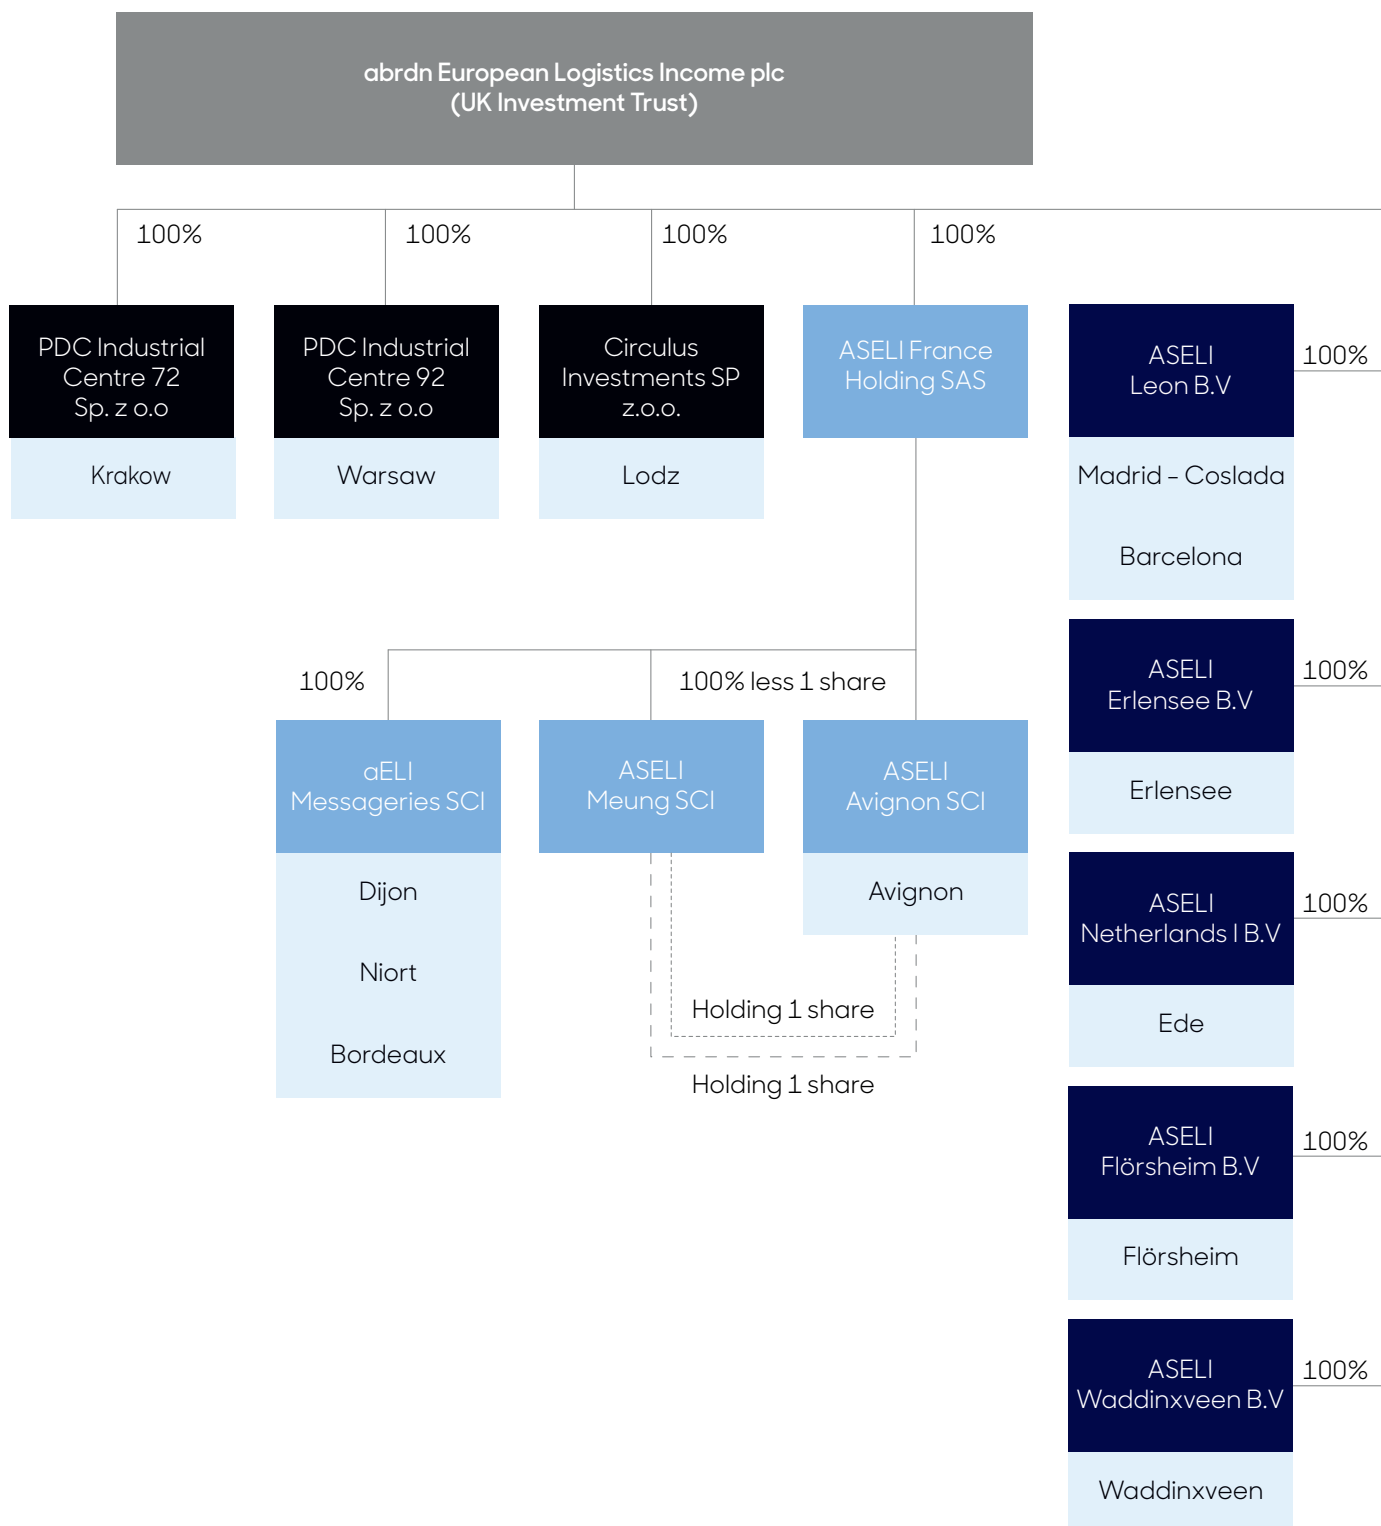 abrdn European Logistics Income plc
(UK Investment Trust)
100%
100%
100%
100%
PDC Industrial
Centre 72
Sp. z o.o
Krakow
PDC Industrial
Centre 92
Sp. z o.o
Warsaw
Circulus
Investments SP
z.o.o.
Lodz
ASELI France
Holding SAS
ASELI
Leon B.V
100%
Madrid – Coslada
Barcelona
ASELI
Erlensee B.V
100%
Erlensee
100%
100% less 1 share
aELI
Messageries SCI
Dijon
Niort
Bordeaux
ASELI
Meung SCI
ASELI
Avignon SCI
Avignon
Holding 1 share
Holding 1 share
ASELI
Netherlands I B.V
100%
Ede
ASELI
Flörsheim B.V
100%
Flörsheim
ASELI
Waddinxveen B.V
100%
Waddinxveen